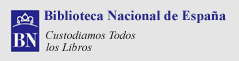 Biblioteca Nacional de España
Custodiamos Todos
los Libros
BN